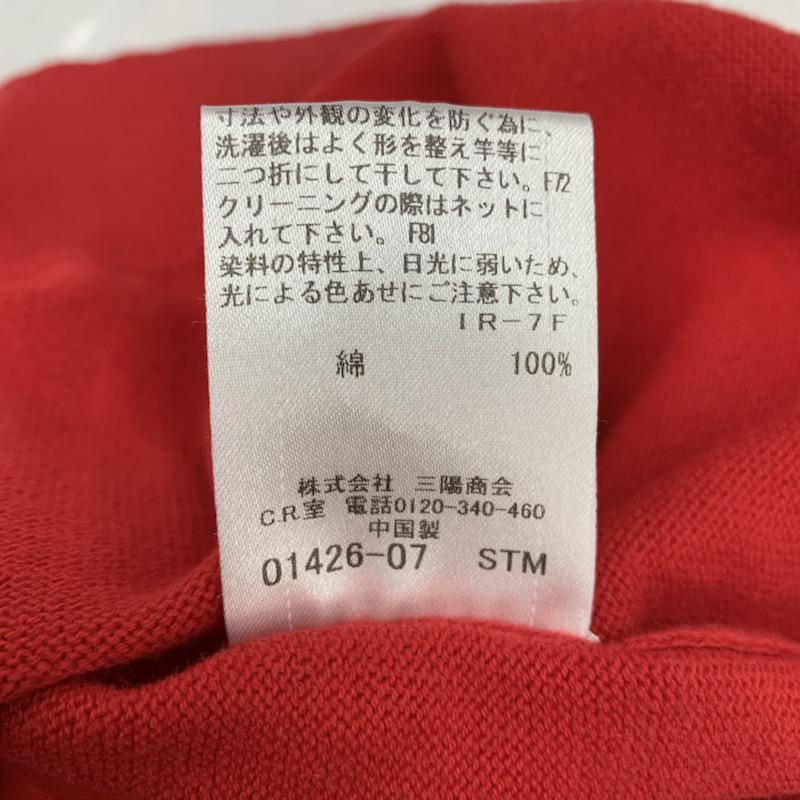 寸法や外観の変化を防ぐ為に、
洗濯後はよく形を整え竿等に
二つ折にして干して下さい。F72
クリーニングの際はネットに
入れて下さい。F81
染料の特性上、日光に弱いため、
光による色あせにご注意下さい。
IR-7F
綿 100%
株式会社 三陽商会
C.R.室 電話0120-340-460
中国製
01426-07 STM